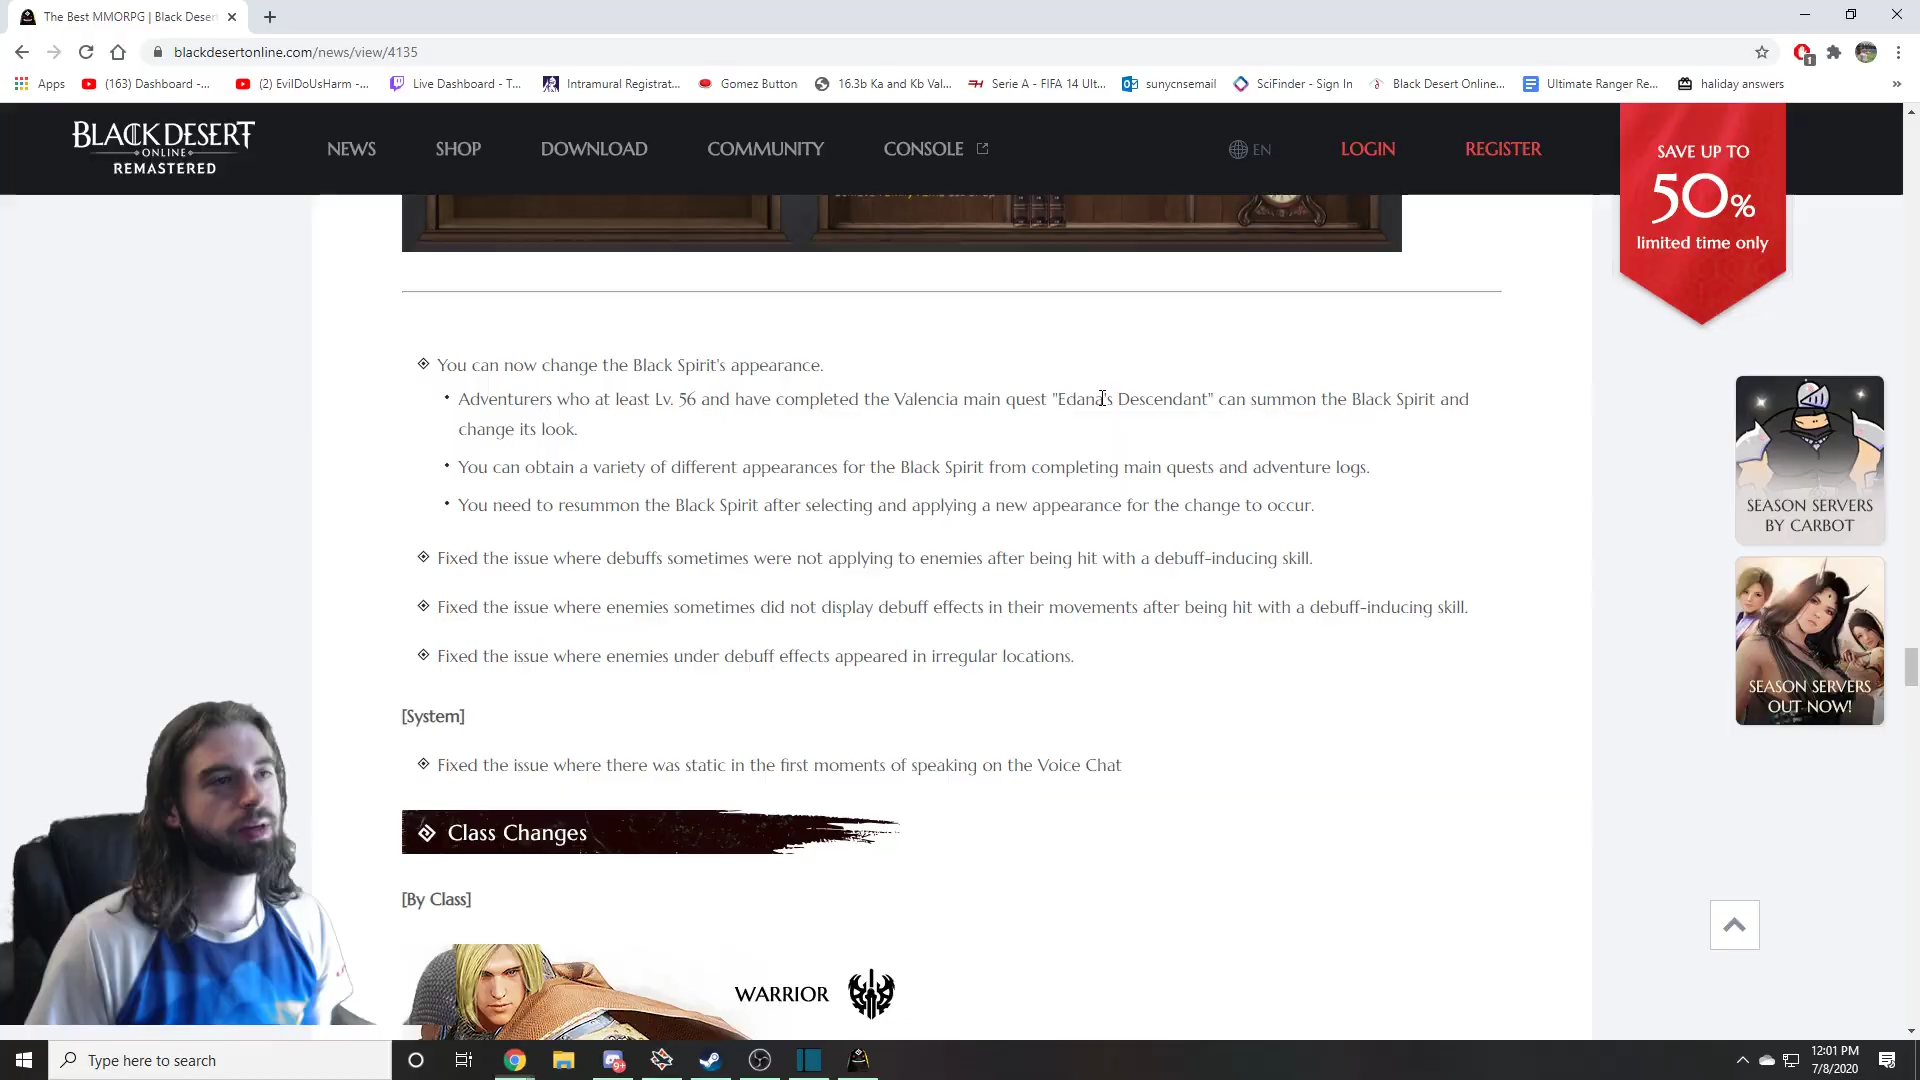 The Best MMORPG | Black Deser
blackdesertonline.com/news/view/4135
1
Apps
(163) Dashboard -...
(2) EvilDoUsHarm -...
Live Dashboard - T...
Intramural Registrat...
Gomez Button
16.3b Ka and Kb Val...
Serie A - FIFA 14 Ult...
sunycnsemail
SciFinder - Sign In
Black Desert Online...
Ultimate Ranger Re...
haliday answers
»
BLACK DESERT
ONLINE
REMASTERED
NEWS
SHOP
DOWNLOAD
COMMUNITY
CONSOLE
EN
LOGIN
REGISTER
SAVE UP TO
50%
limited time only
You can now change the Black Spirit's appearance.
Adventurers who at least Lv. 56 and have completed the Valencia main quest "Edana's Descendant" can summon the Black Spirit and
change its look.
You can obtain a variety of different appearances for the Black Spirit from completing main quests and adventure logs.
You need to resummon the Black Spirit after selecting and applying a new appearance for the change to occur.
Fixed the issue where debuffs sometimes were not applying to enemies after being hit with a debuff-inducing skill.
Fixed the issue where enemies sometimes did not display debuff effects in their movements after being hit with a debuff-inducing skill.
Fixed the issue where enemies under debuff effects appeared in irregular locations.
[System]
Fixed the issue where there was static in the first moments of speaking on the Voice Chat
Class Changes
[By Class]
WARRIOR
SEASON SERVERS
BY CARBOT
SEASON SERVERS
OUT NOW!
Type here to search
9+
12:01 PM
7/8/2020